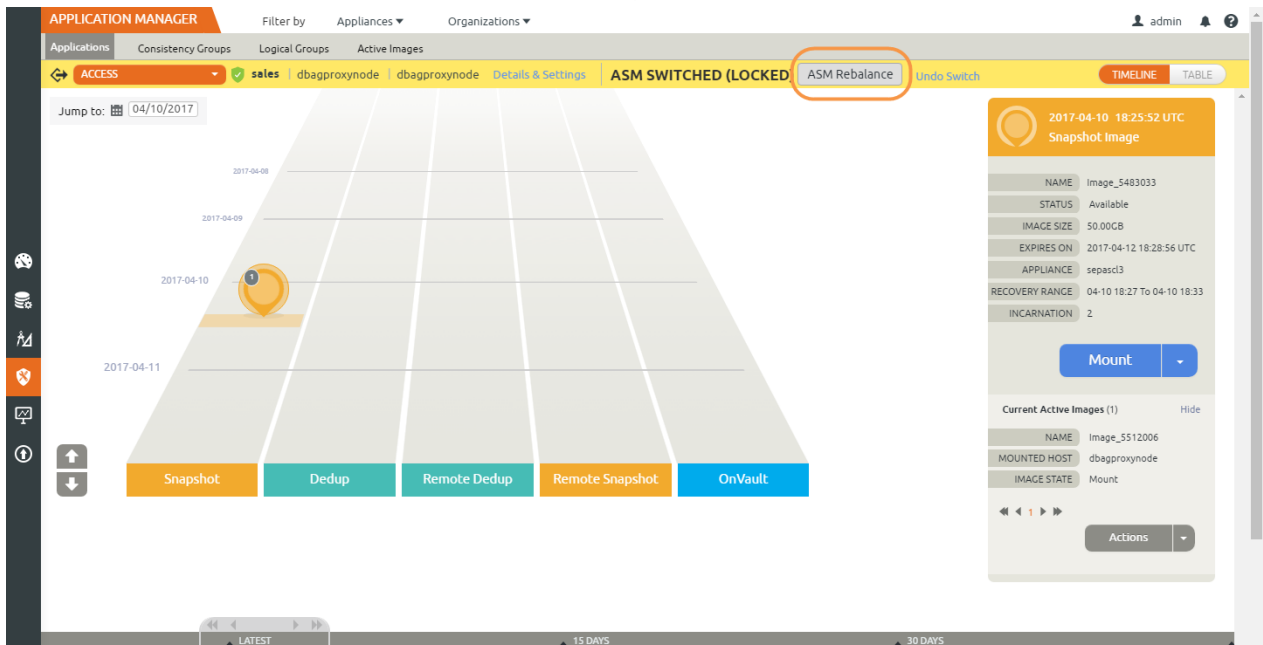 APPLICATION MANAGER Filter by Appliances Organizations admin
Applications Consistency Groups Logical Groups Active Images
ACCESS sales | dbagproxynode | dbagproxynode Details & Settings ASM SWITCHED (LOCKED) ASM Rebalance Undo Switch TIMELINE TABLE
Jump to: 04/10/2017
2017-04-08
2017-04-09
2017-04-10
1
2017-04-11
Snapshot Dedup Remote Dedup Remote Snapshot OnVault
2017-04-10 18:25:52 UTC
Snapshot Image
NAME Image_5483033
STATUS Available
IMAGE SIZE 50.00GB
EXPIRES ON 2017-04-12 18:28:56 UTC
APPLIANCE sepascl3
RECOVERY RANGE 04-10 18:27 To 04-10 18:33
INCARNATION 2
Mount
Current Active Images (1) Hide
NAME Image_5512006
MOUNTED HOST dbagproxynode
IMAGE STATE Mount
1
Actions
LATEST 15 DAYS 30 DAYS